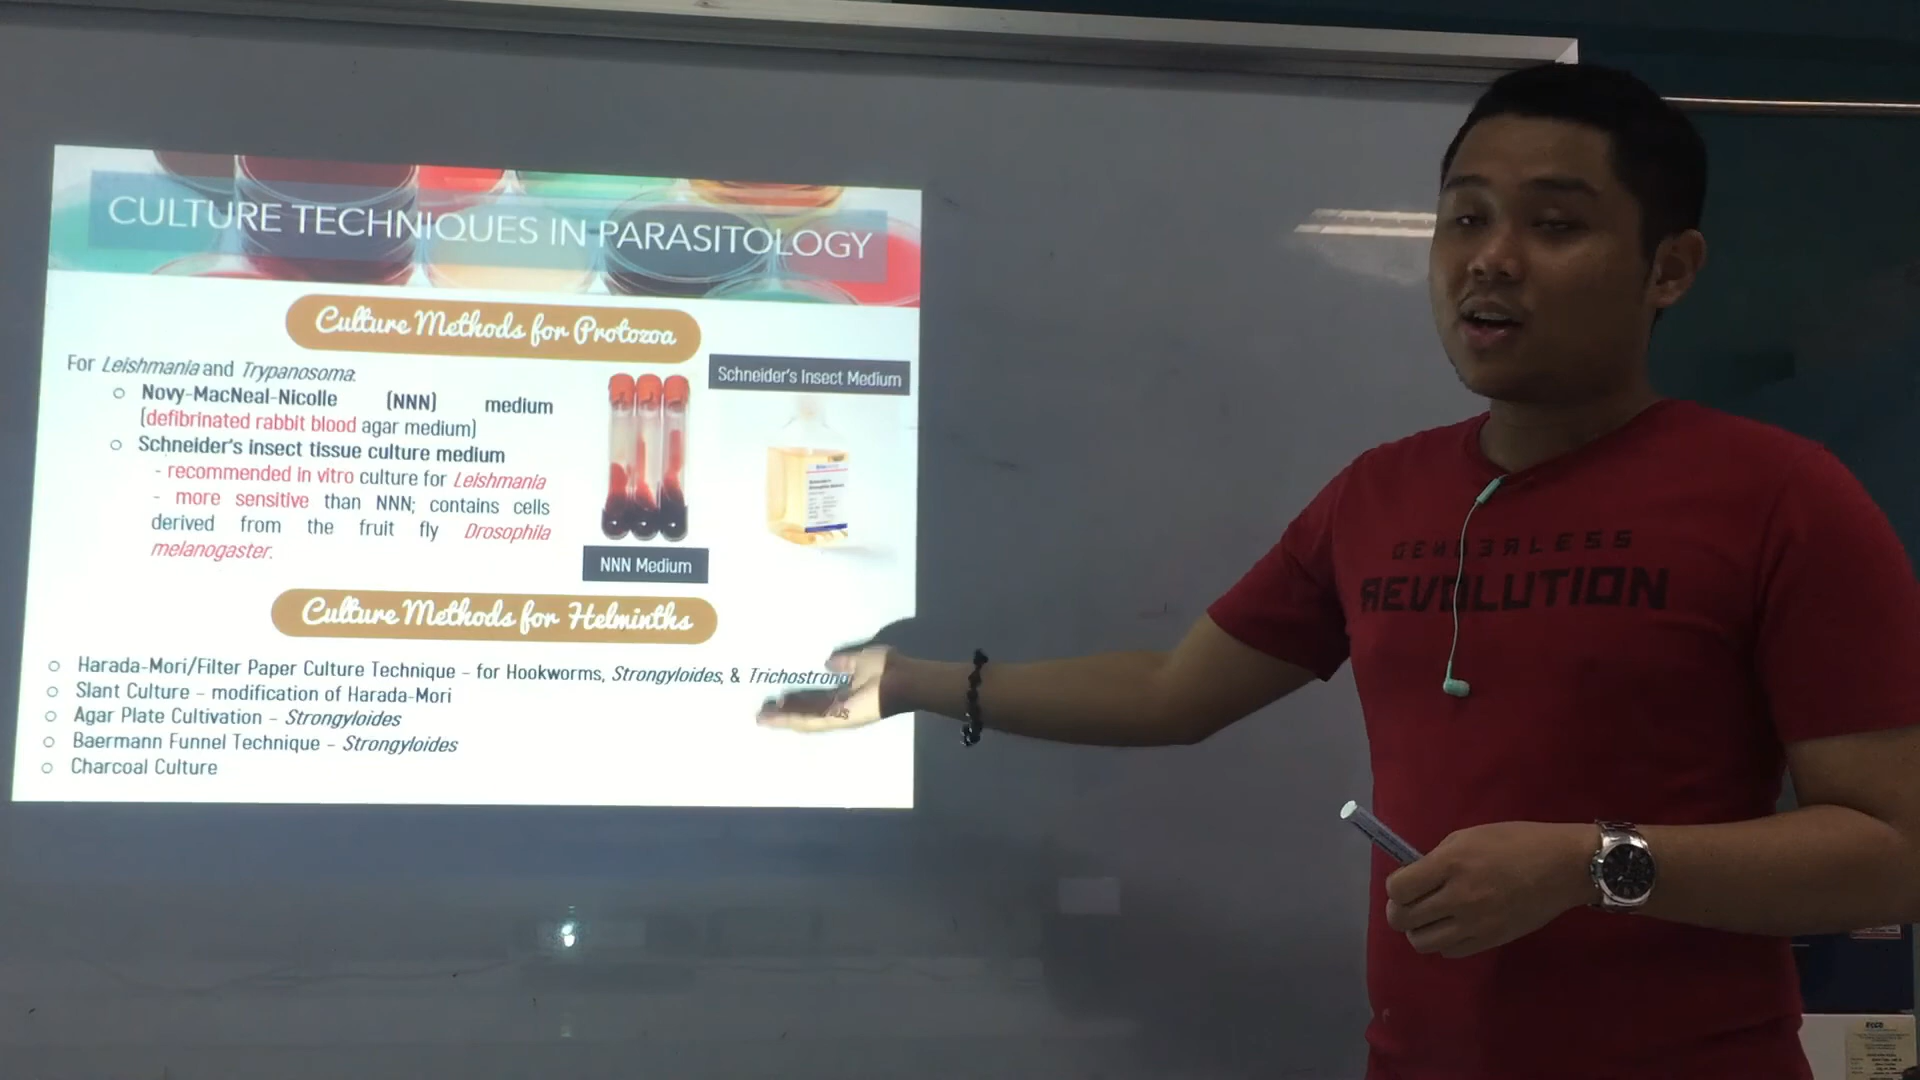 CULTURE TECHNIQUES IN PARASITOLOGY
Culture Methods for Protozoa
For Leishmania and Trypanosoma:
o Novy-MacNeal-Nicolle (NNN) medium
(defibrinated rabbit blood agar medium)
o Schneider's insect tissue culture medium
- recommended in vitro culture for Leishmania
- more sensitive than NNN; contains cells
derived from the fruit fly Drosophila
melanogaster.
NNN Medium
Schneider's Insect Medium
Culture Methods for Helminths
o Harada-Mori/Filter Paper Culture Technique – for Hookworms, Strongyloides, &
o Slant Culture – modification of Harada-Mori
o Agar Plate Cultivation – Strongyloides
o Baermann Funnel Technique – Strongyloides
o Charcoal Culture
GENDERLESS
REVOLUTION